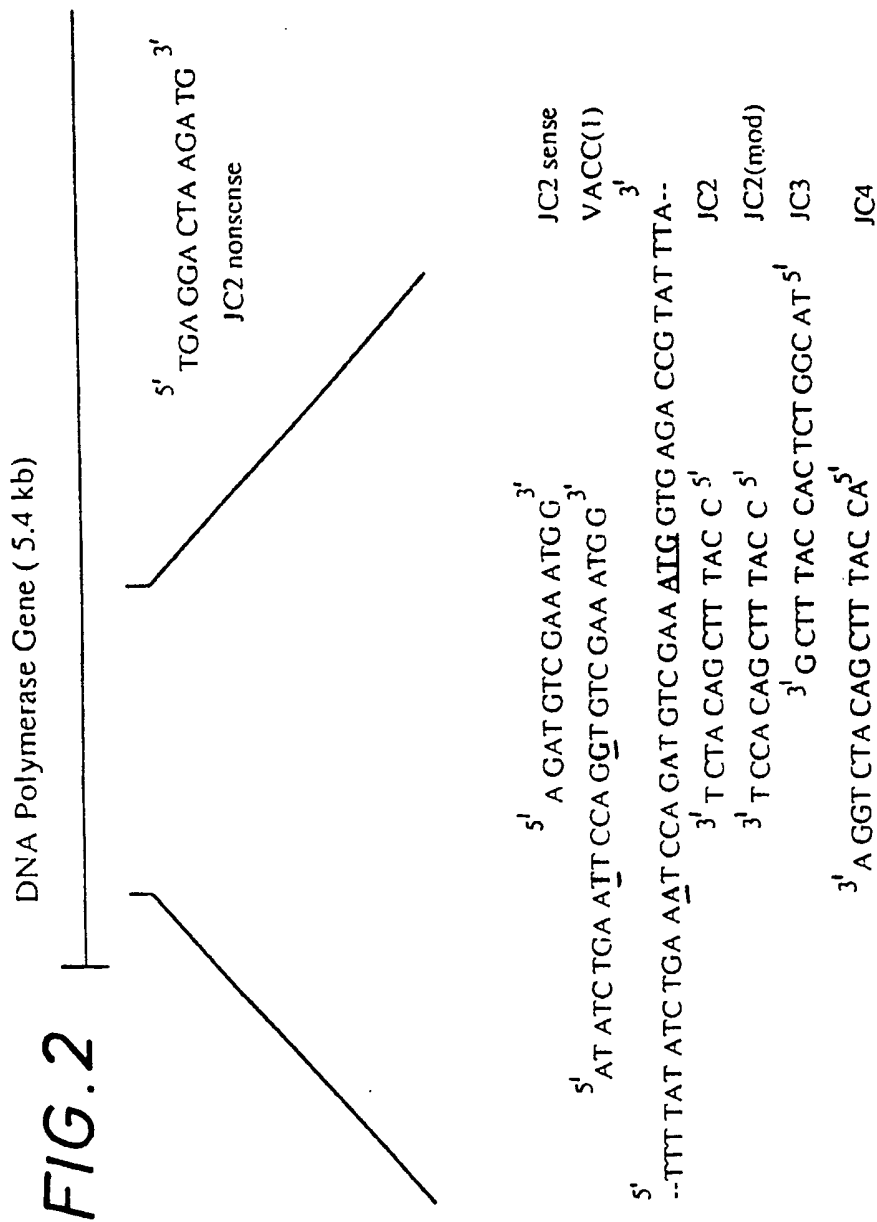 FIG. 2
DNA Polymerase Gene ( 5.4 kb)
5' TGA GGA CTA AGA TG 3'
JC2 nonsense
5' A GAT GTC GAA ATG G 3' JC2 sense
5' AT ATC TGA ATT CCA GGT GTC GAA ATG G 3' VACC(1)
5' --TTT TAT ATC TGA AAT CCA GAT GTC GAA ATG GTG AGA CCG TAT TTA-- 3'
3' T CTA CAG CTT TAC C 5' JC2
3' T CCA CAG CTT TAC C 5' JC2(mod)
3' G CTT TAC CAC TCT GGC AT 5' JC3
3' A GGT CTA CAG CTT TAC CA 5' JC4